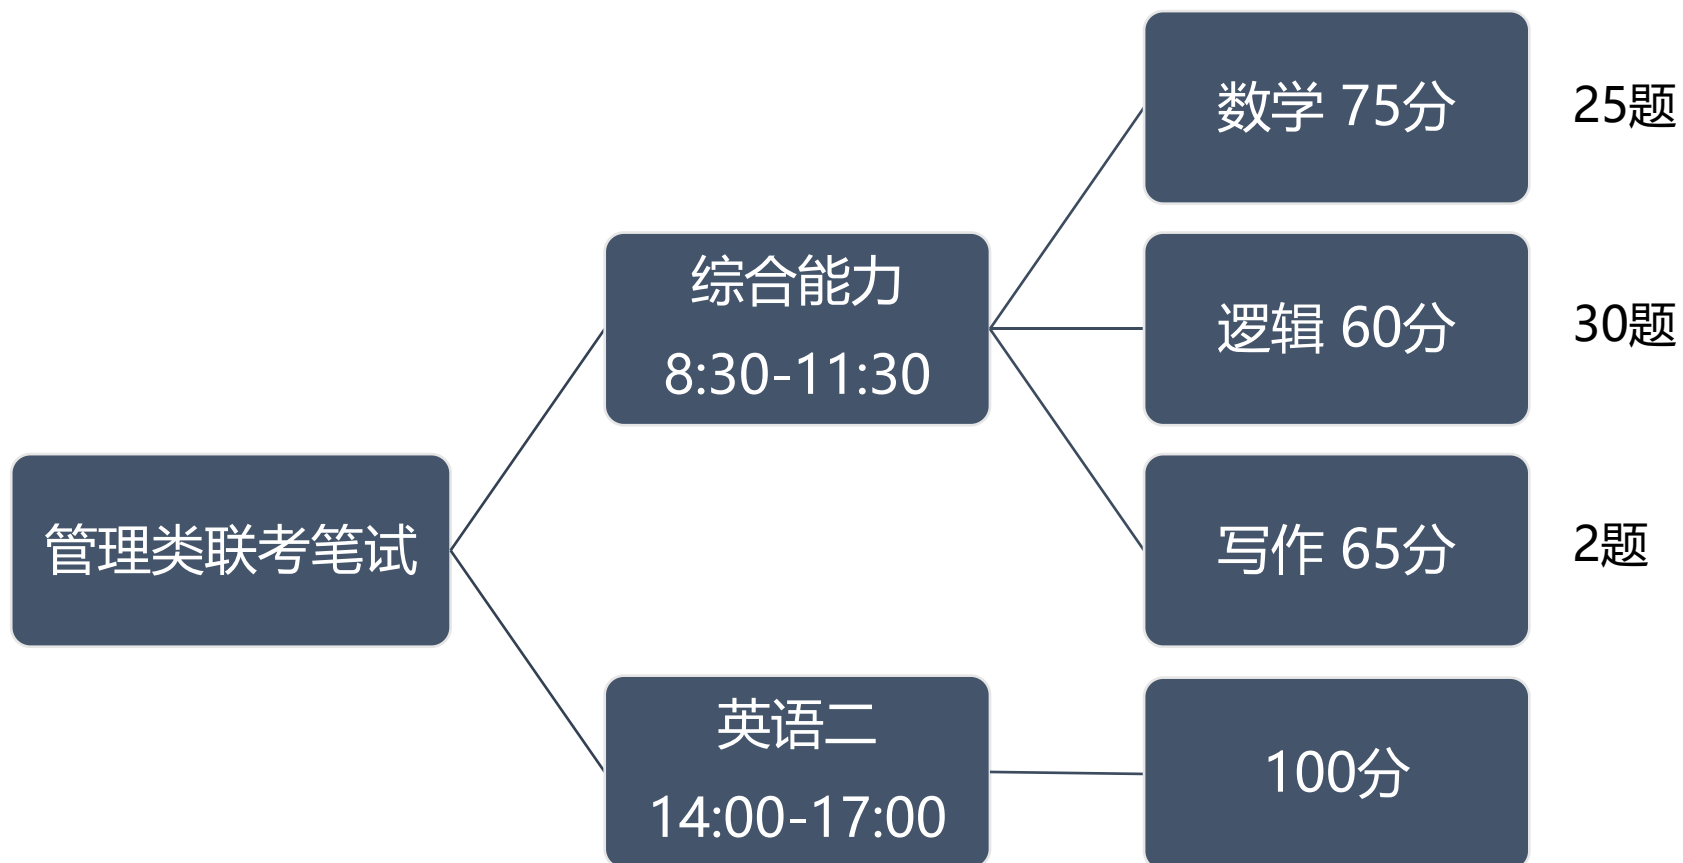 数学 75分
25题
综合能力
8:30-11:30
逻辑 60分
30题
管理类联考笔试
写作 65分
2题
英语二
14:00-17:00
100分